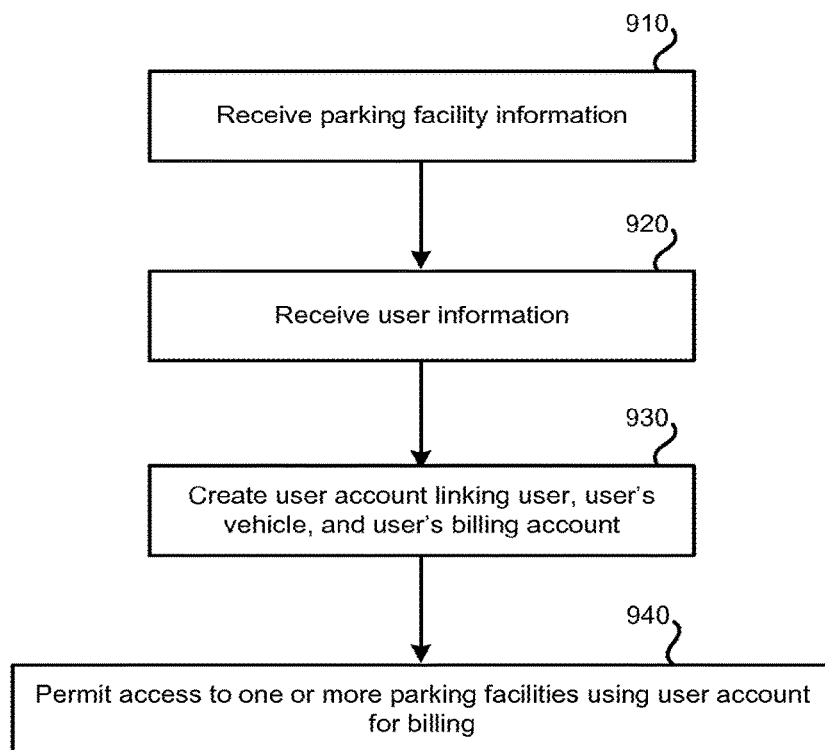 910
Receive parking facility information
920
Receive user information
930
Create user account linking user, user's
vehicle, and user's billing account
940
Permit access to one or more parking facilities using user account
for billing